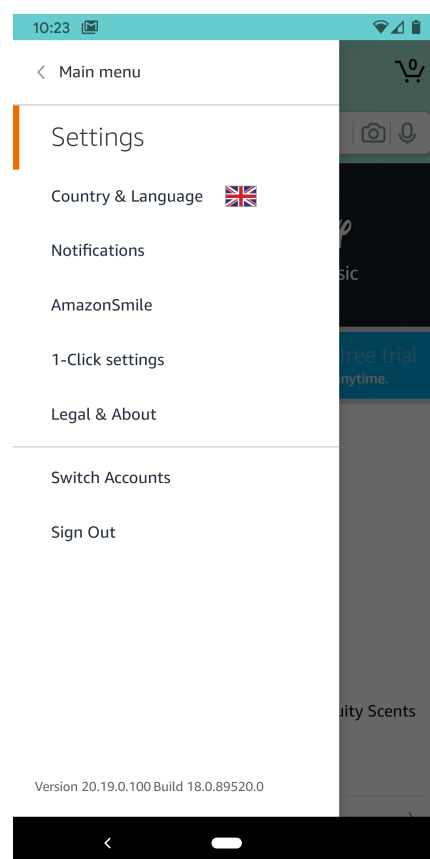 10:23
Main menu
0
Settings
Country & Language
Notifications
sic
AmazonSmile
free trial
1-Click settings
nytime.
Legal & About
Switch Accounts
Sign Out
uity Scents
Version 20.19.0.100 Build 18.0.89520.0